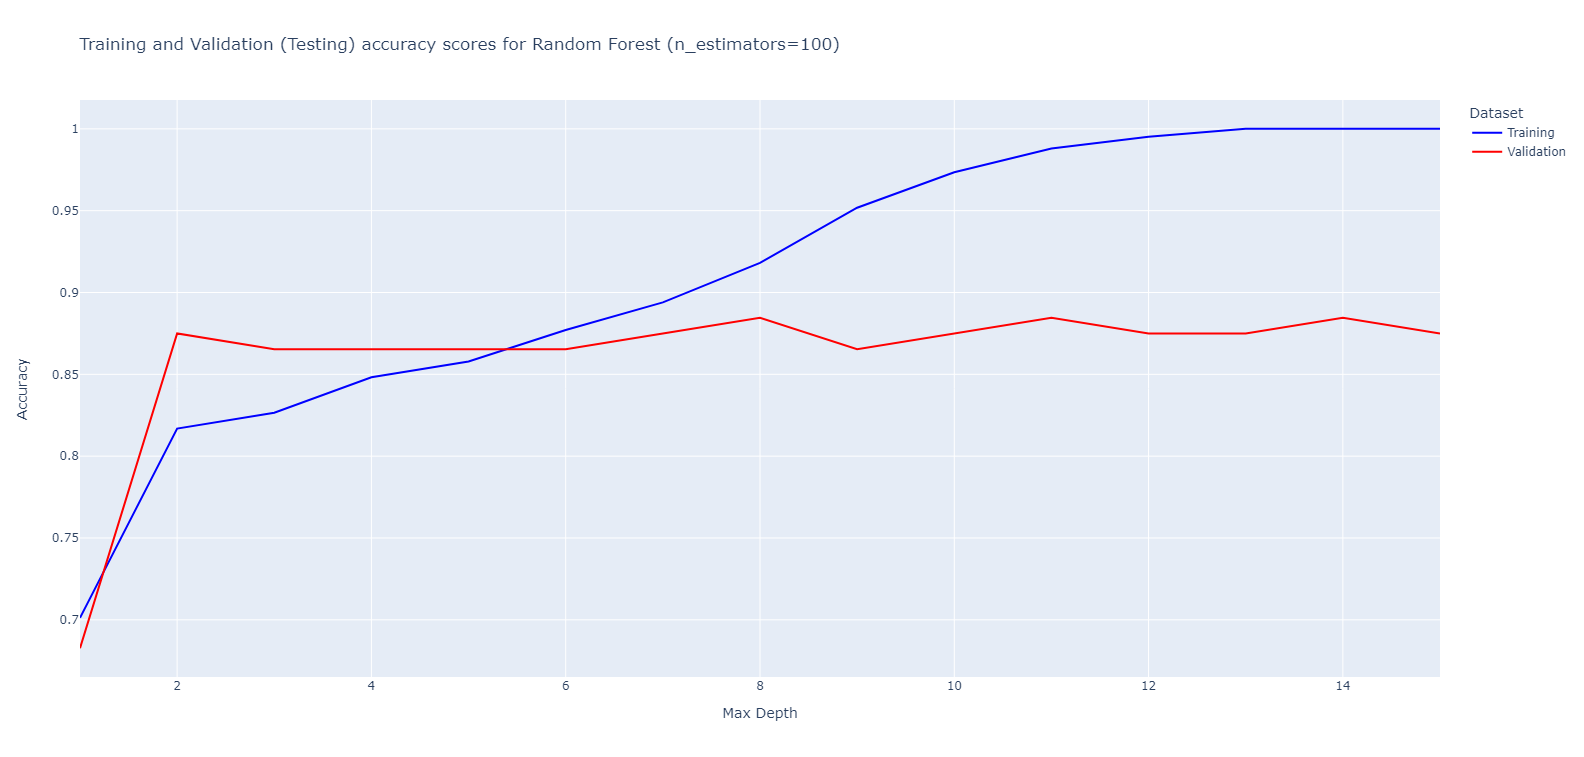 Training and Validation (Testing) accuracy scores for Random Forest (n_estimators=100)
Dataset
Training
Validation
1
0.95
0.9
0.85
0.8
0.75
0.7
Accuracy
2 4 6 8 10 12 14
Max Depth